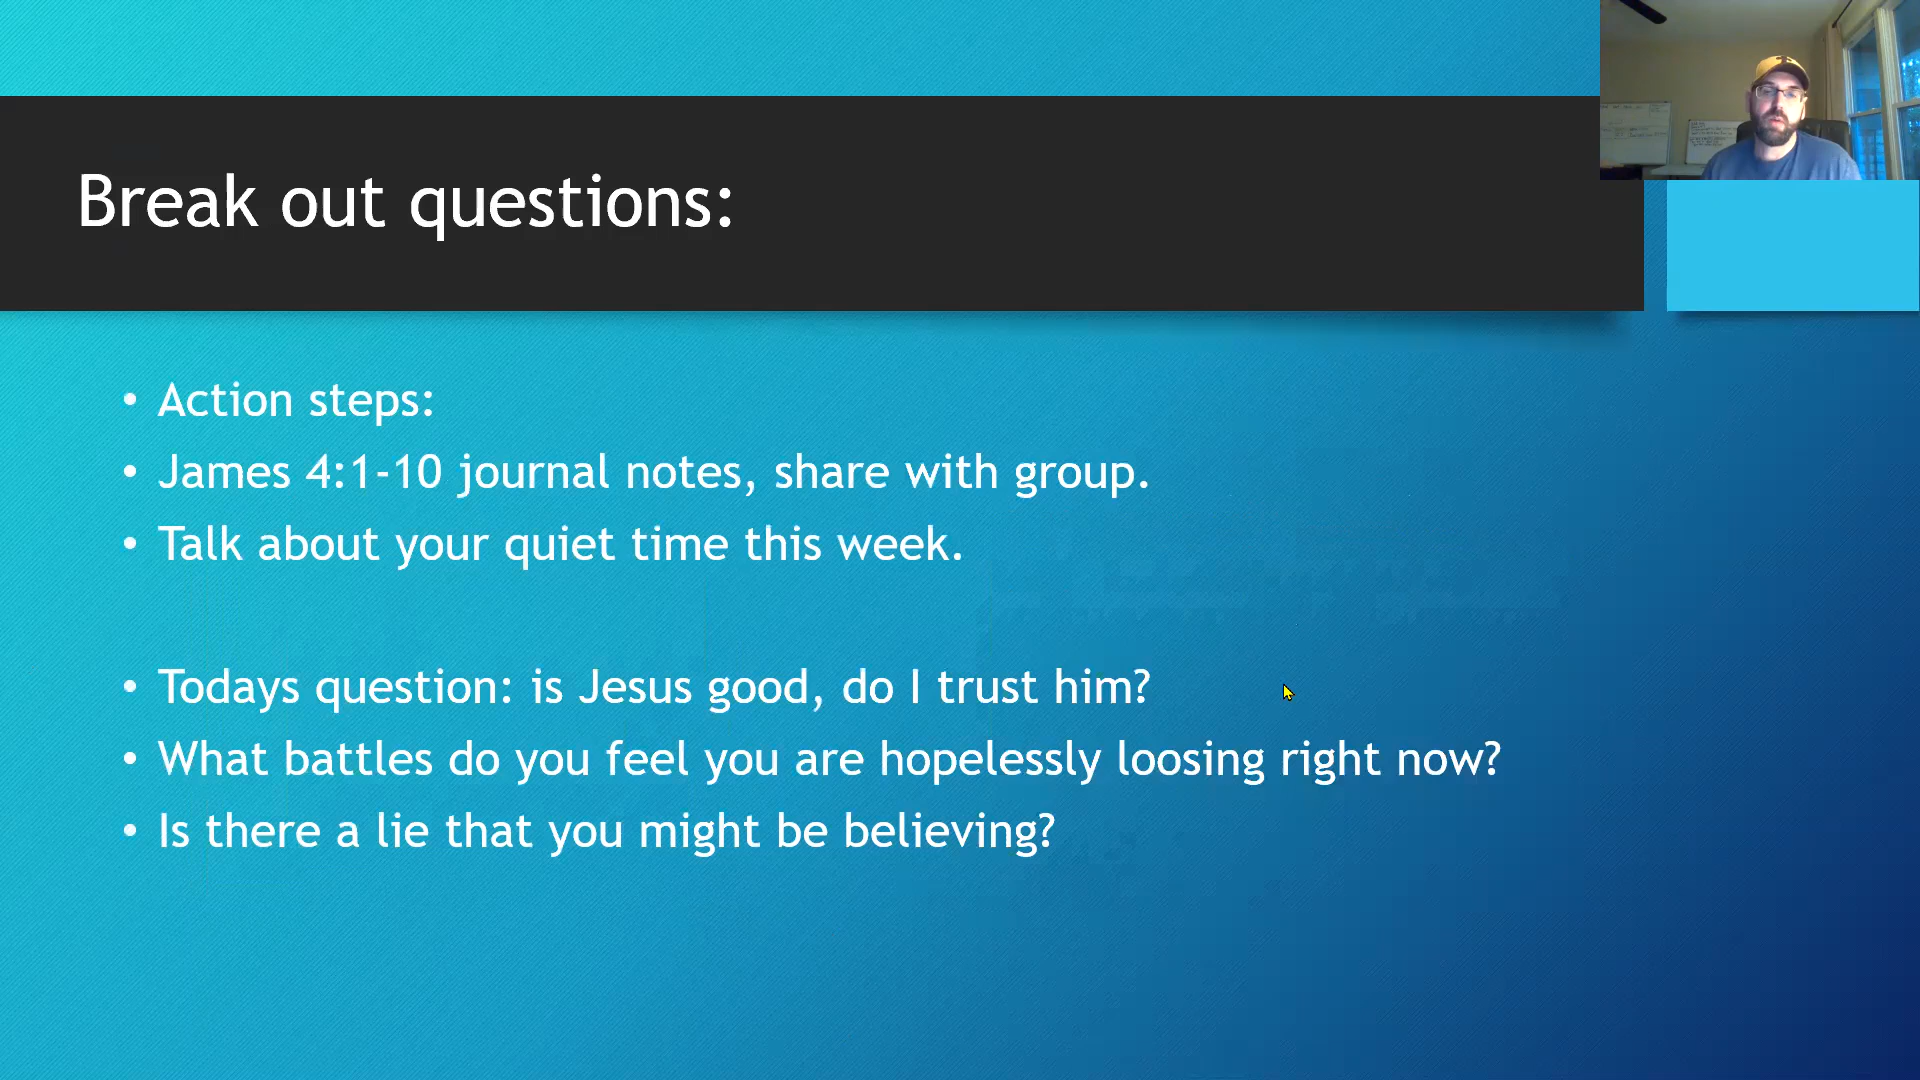 Break out questions:
• Action steps:
• James 4:1-10 journal notes, share with group.
• Talk about your quiet time this week.
• Todays question: is Jesus good, do I trust him?
• What battles do you feel you are hopelessly loosing right now?
• Is there a lie that you might be believing?